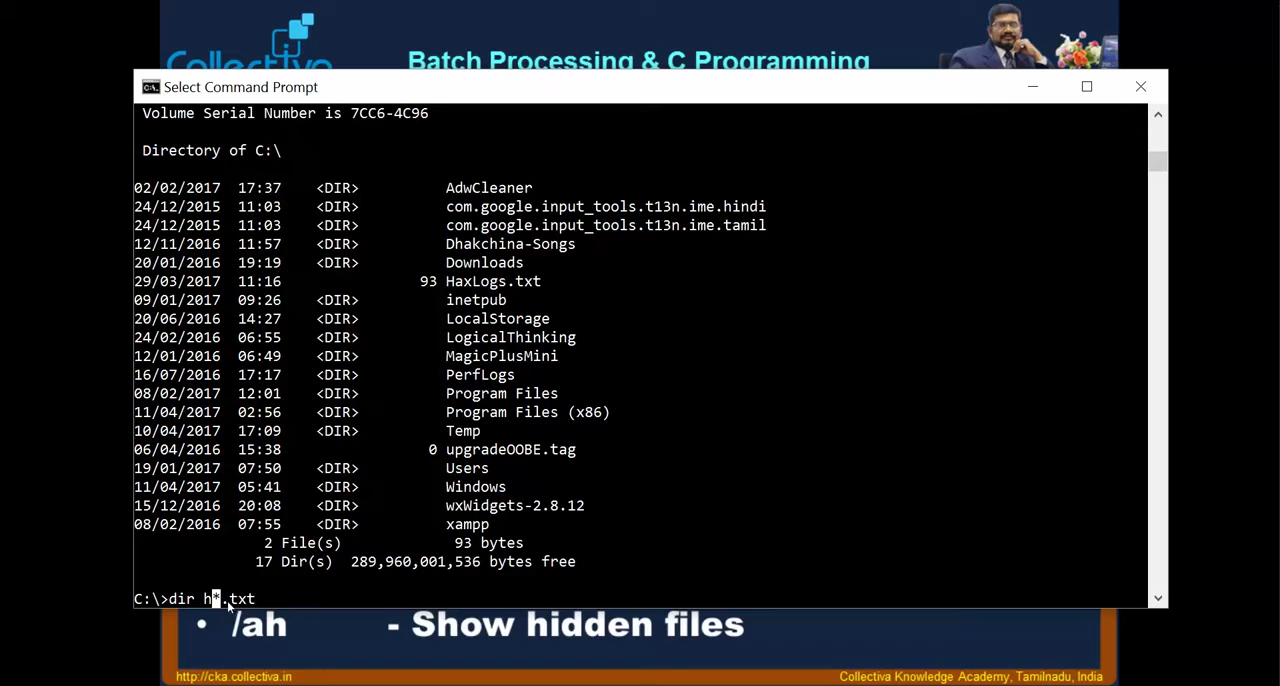 Collectiva
Batch Processing & C Programming
Select Command Prompt
Volume Serial Number is 7CC6-4C96
Directory of C:\
02/02/2017 17:37 <DIR> AdwCleaner
24/12/2015 11:03 <DIR> com.google.input_tools.t13n.ime.hindi
24/12/2015 11:03 <DIR> com.google.input_tools.t13n.ime.tamil
12/11/2016 11:57 <DIR> Dhakchina-Songs
20/01/2016 19:19 <DIR> Downloads
29/03/2017 11:16 93 HaxLogs.txt
09/01/2017 09:26 <DIR> inetpub
20/06/2016 14:27 <DIR> LocalStorage
24/02/2016 06:55 <DIR> LogicalThinking
12/01/2016 06:49 <DIR> MagicPlusMini
16/07/2016 17:17 <DIR> PerfLogs
08/02/2017 12:01 <DIR> Program Files
11/04/2017 02:56 <DIR> Program Files (x86)
10/04/2017 17:09 <DIR> Temp
06/04/2016 15:38 0 upgradeOOBE.tag
19/01/2017 07:50 <DIR> Users
11/04/2017 05:41 <DIR> Windows
15/12/2016 20:08 <DIR> wxWidgets-2.8.12
08/02/2016 07:55 <DIR> xampp
2 File(s) 93 bytes
17 Dir(s) 289,960,001,536 bytes free
C:\>dir h*.txt
• /ah - Show hidden files
http://cka.collectiva.in Collectiva Knowledge Academy, Tamilnadu, India